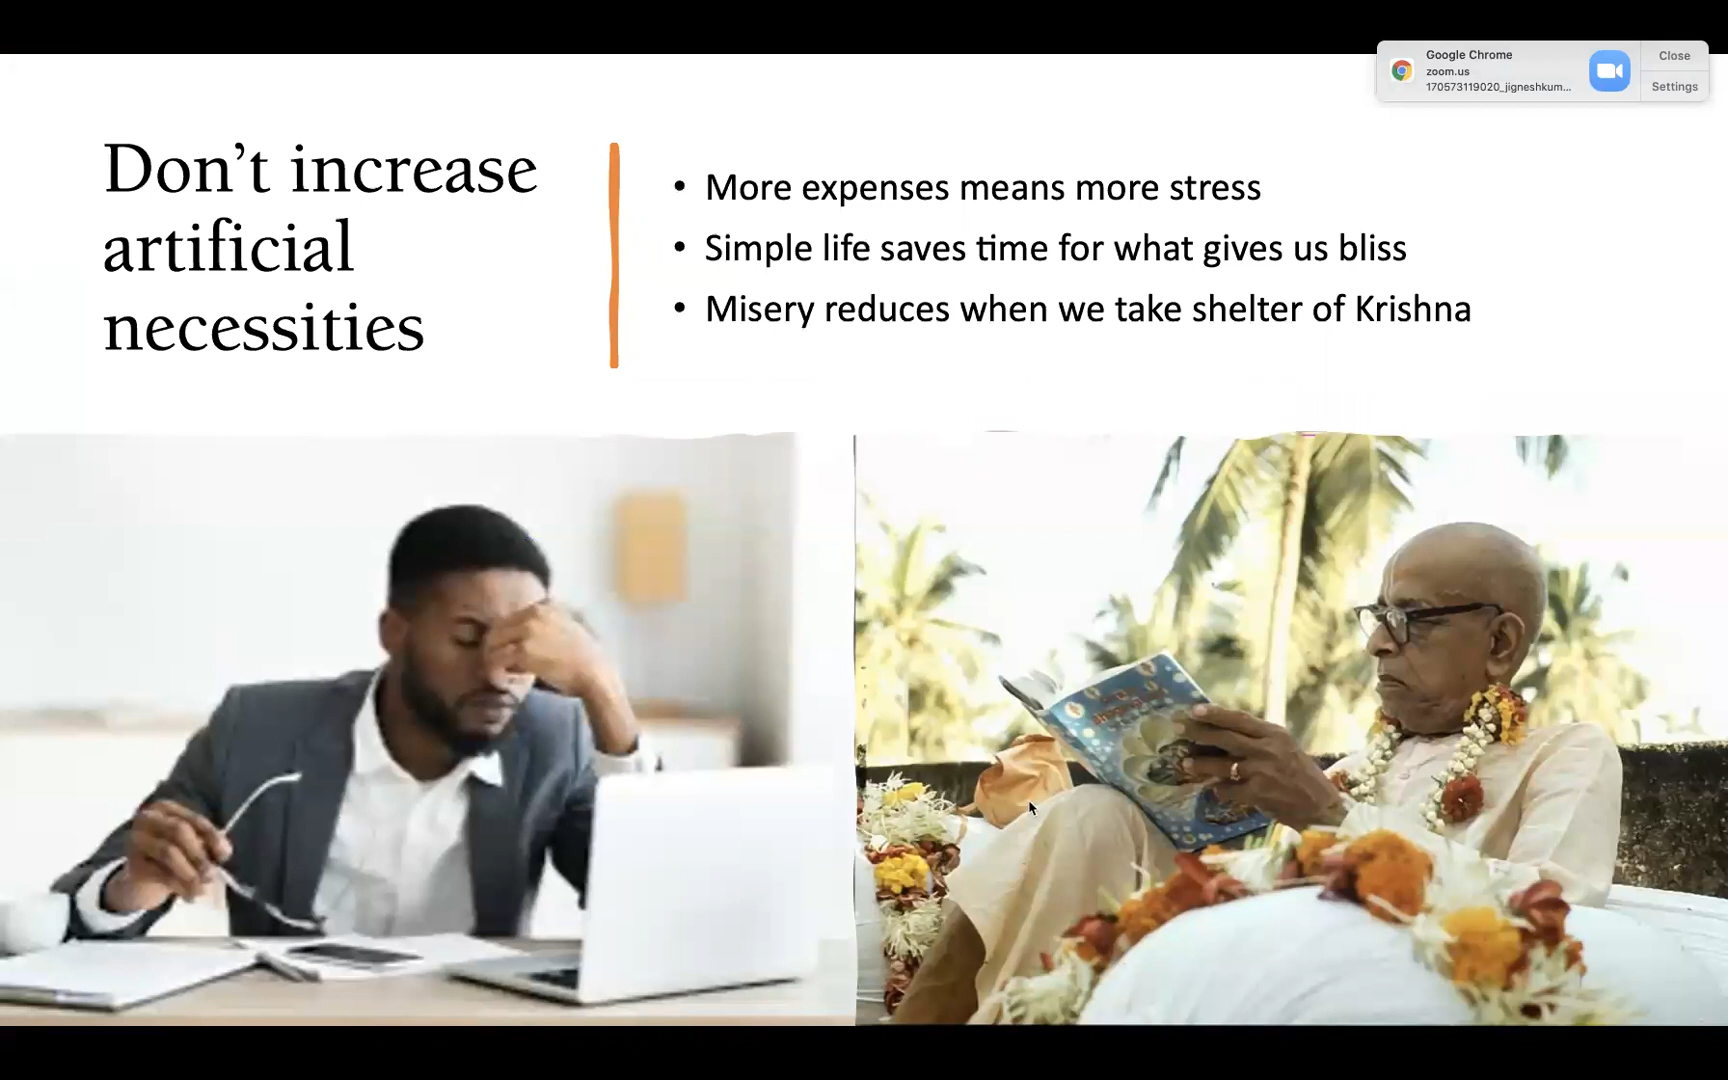 Google Chrome
zoom.us
170573119020_jigneshkum...
Close
Settings
Don’t increase
artificial
necessities
• More expenses means more stress
• Simple life saves time for what gives us bliss
• Misery reduces when we take shelter of Krishna